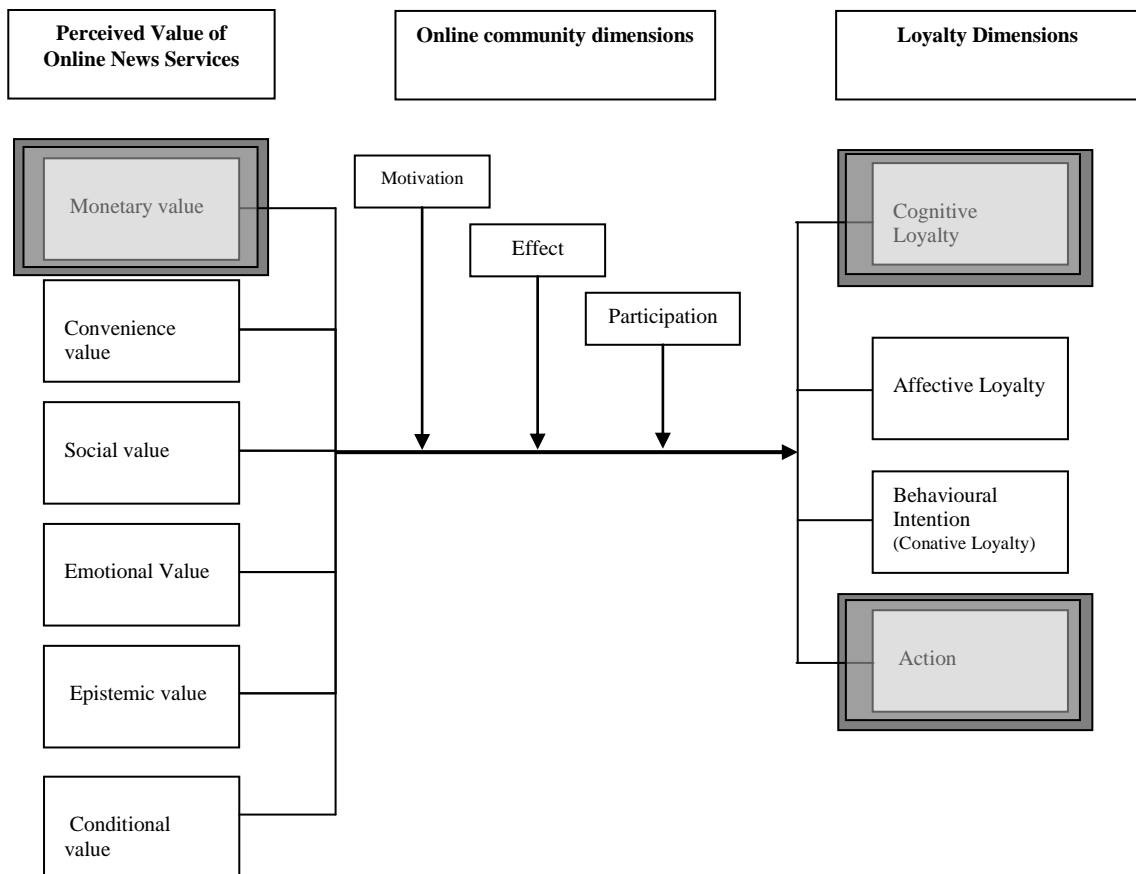 Perceived Value of
Online News Services
Online community dimensions
Loyalty Dimensions
Monetary value
Convenience
value
Social value
Emotional Value
Epistemic value
Conditional
value
Motivation
Effect
Participation
Cognitive
Loyalty
Affective Loyalty
Behavioural
Intention
(Conative Loyalty)
Action